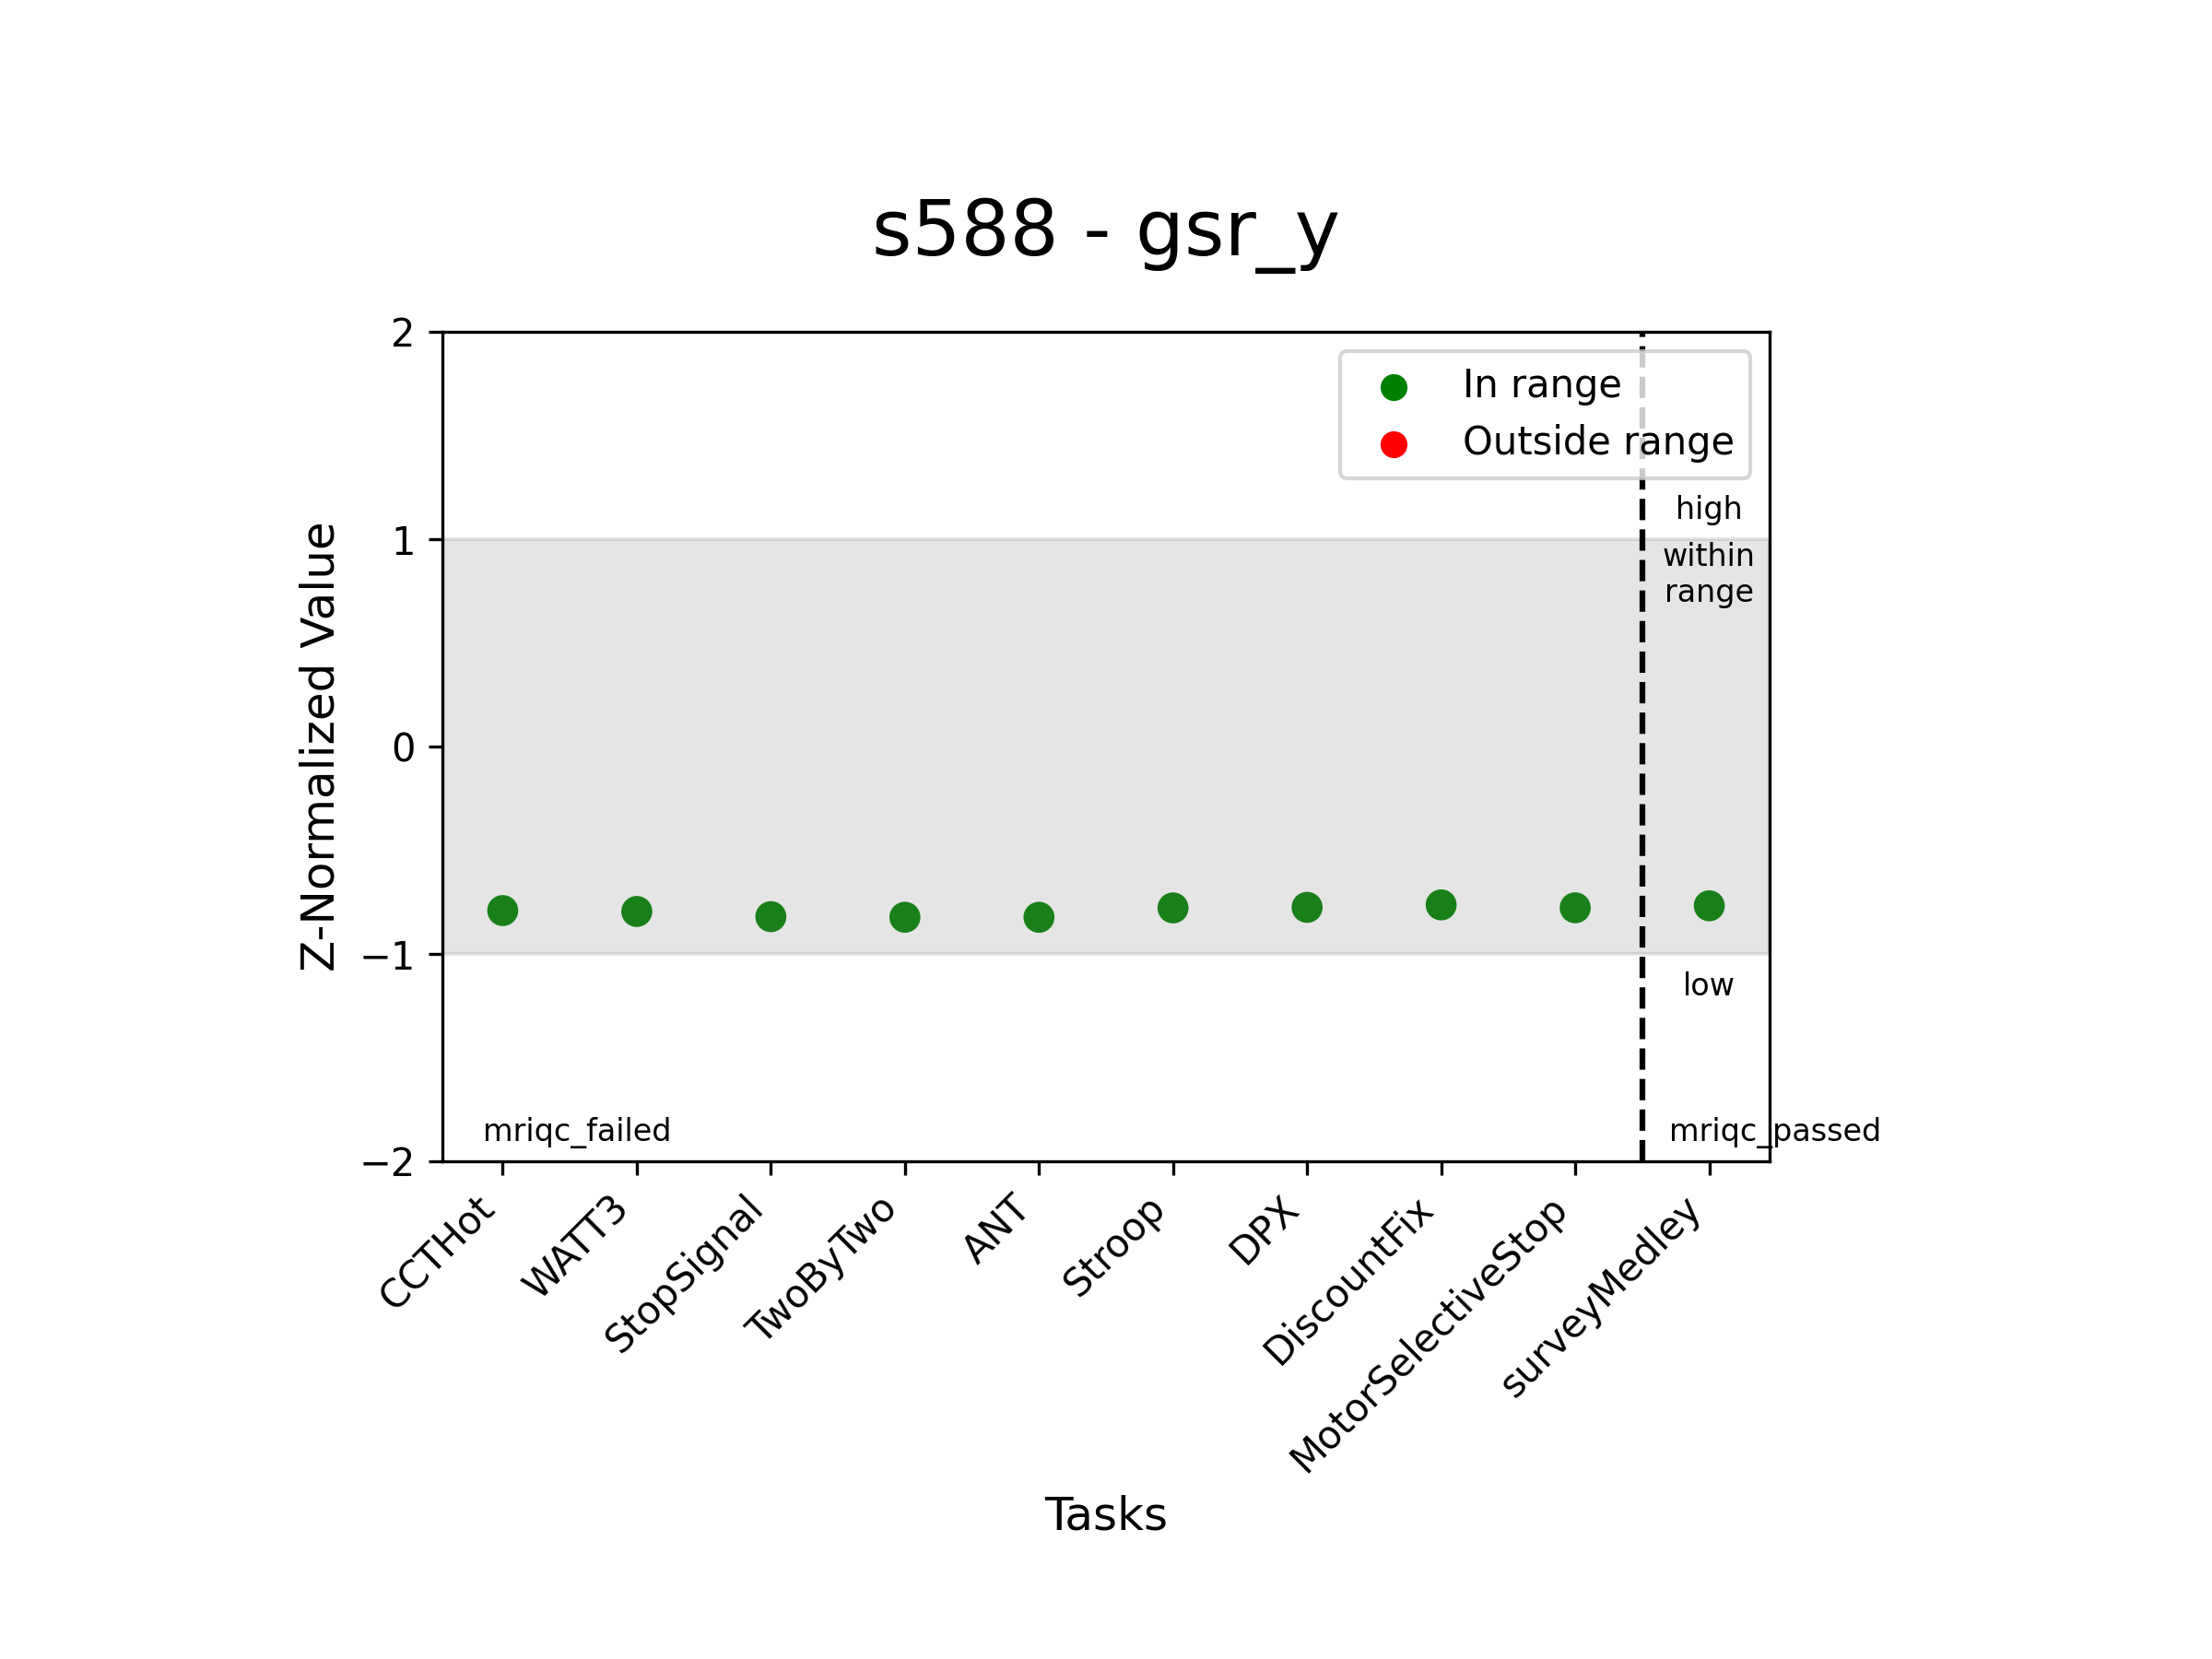 s588 - gsr_y
In range
Outside range
high
within
range
low
mriqc_failed
mriqc_passed
Z-Normalized Value
2
1
0
−1
−2
CCTHot
WATT3
StopSignal
TwoByTwo
ANT
Stroop
DPX
DiscountFix
MotorSelectiveStop
surveyMedley
Tasks